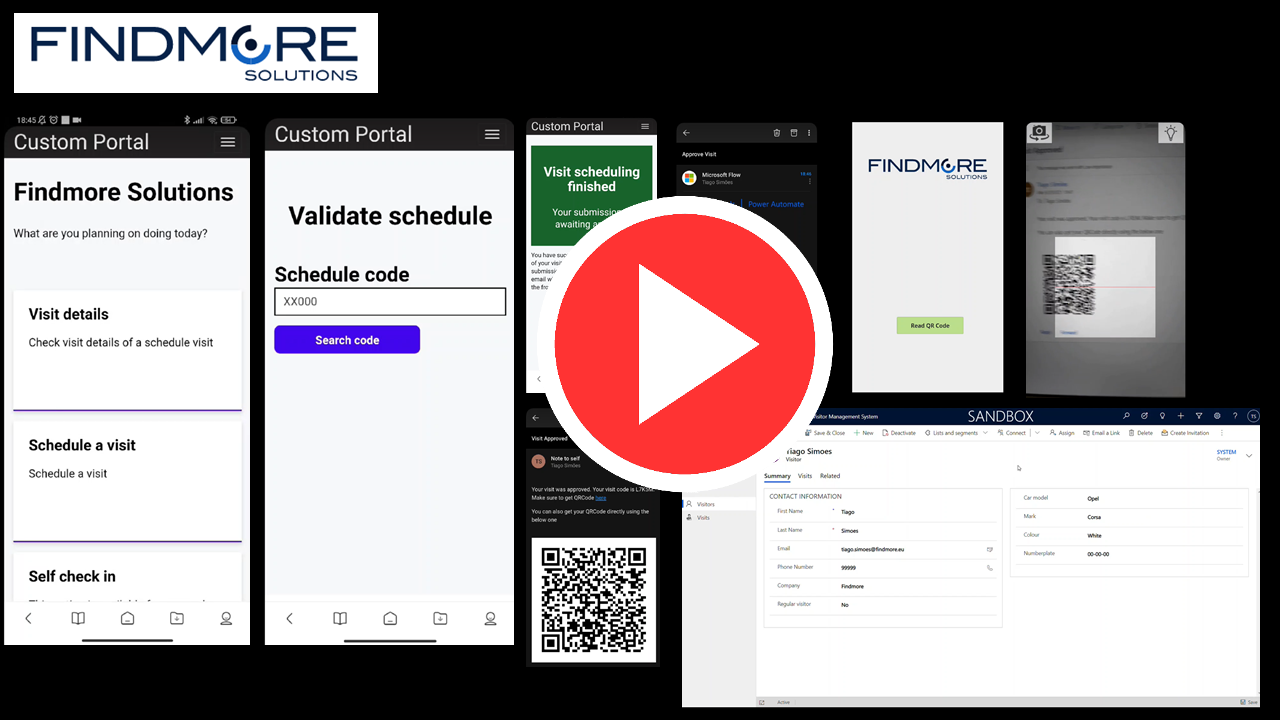 FINDMORE
SOLUTIONS
18:45
Custom Portal
Findmore Solutions
What are you planning on doing today?
Visit details
Check visit details of a schedule visit
Schedule a visit
Schedule a visit
Self check in
Custom Portal
Validate schedule
Schedule code
XX000
Search code
Custom Portal
Visit scheduling
finished
Your submission
awaiting
You have
of your visit
email
the
Approve Visit
Microsoft Flow
Tiago Simões
18:46
Power Automate
FINDMORE
SOLUTIONS
Read QR Code
Visit Approved
TS
Note to self
Tiago Simões
Your visit was approved. Your visit code is L7K3
Make sure to get QRCode here
You can also get your QRCode directly using the
below one
Visitor Management System
SANDBOX
TS
Save & Close New Deactivate Lists and segments Connect Assign Email a Link Delete Create Invitation
Tiago Simoes
Visitor
SYSTEM
Owner
Summary Visits Related
Visitors
Visits
CONTACT INFORMATION
First Name * Tiago
Last Name * Simoes
Email tiago.simoes@findmore.eu
Phone Number 99999
Company Findmore
Regular visitor No
Car model Opel
Mark Corsa
Colour White
Numberplate 00-00-00
Active
Save